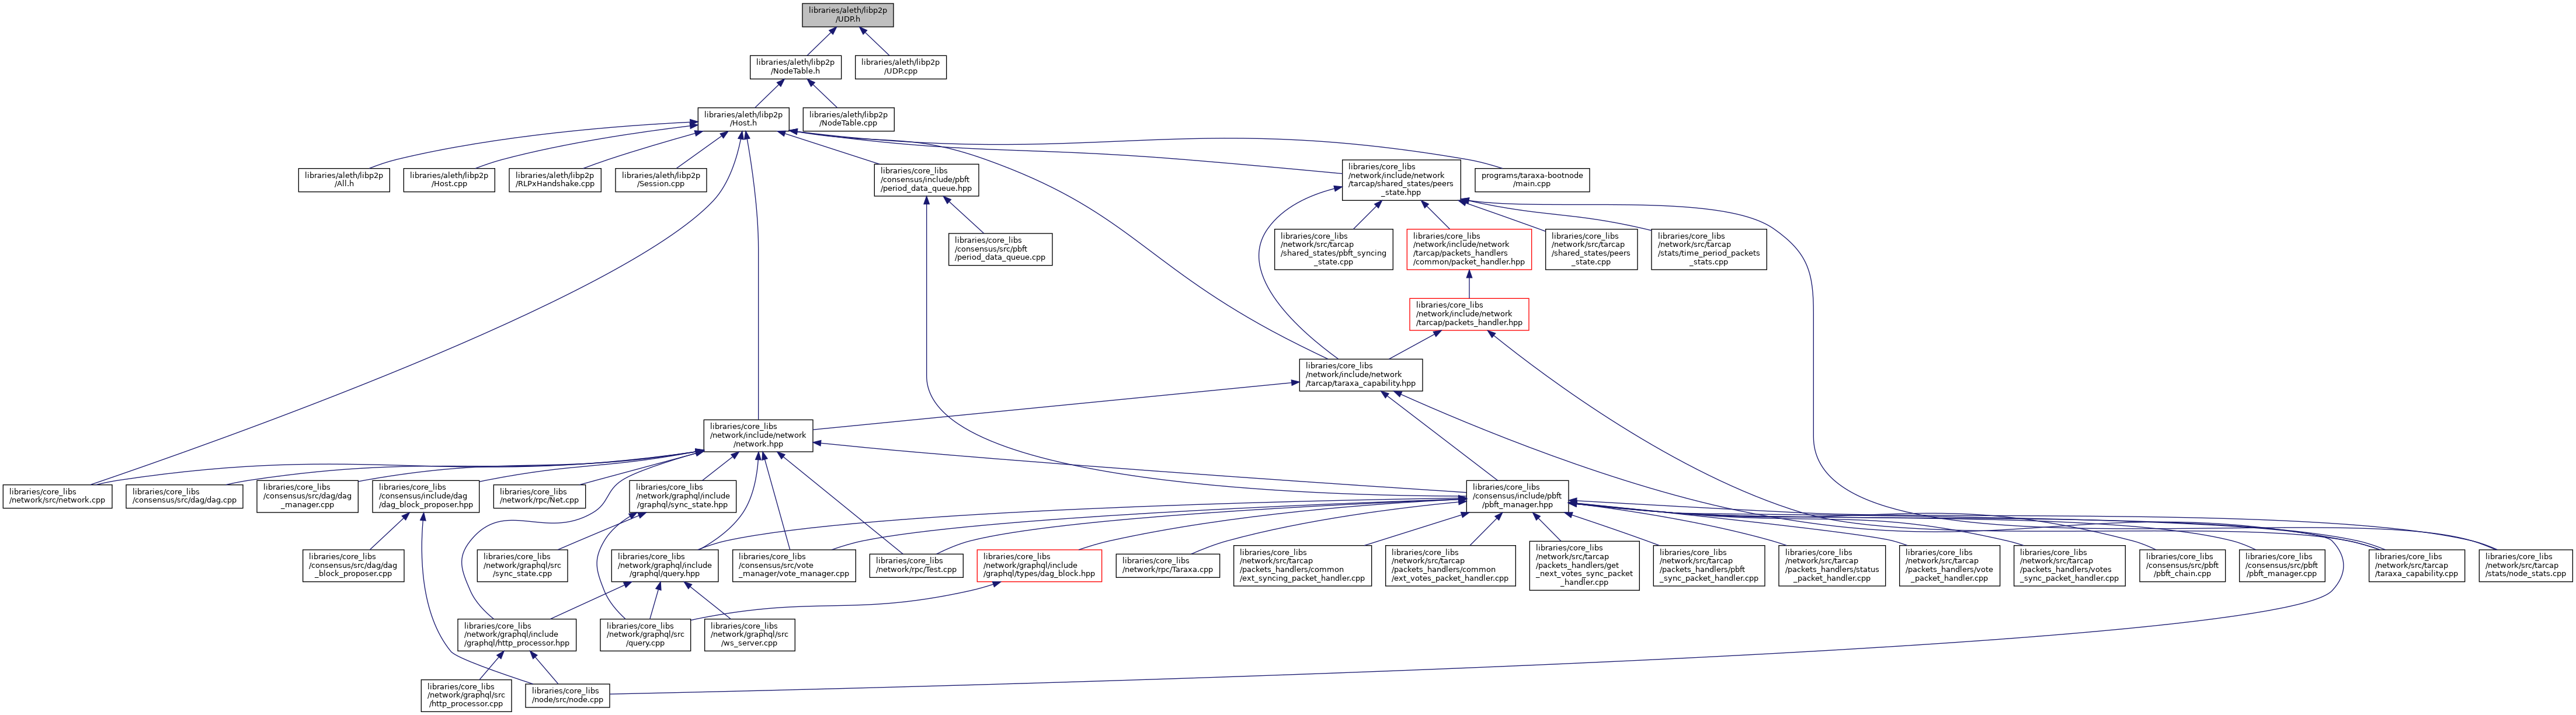 libraries/aleth/libp2p
/UDP.h
libraries/aleth/libp2p
/NodeTable.h
libraries/aleth/libp2p
/UDP.cpp
libraries/aleth/libp2p
/Host.h
libraries/aleth/libp2p
/NodeTable.cpp
libraries/aleth/libp2p
/All.h
libraries/aleth/libp2p
/Host.cpp
libraries/aleth/libp2p
/RLPxHandshake.cpp
libraries/aleth/libp2p
/Session.cpp
libraries/core_libs
/consensus/include/pbft
/period_data_queue.hpp
libraries/core_libs
/network/include/network
/tarcap/shared_states/peers
_state.hpp
programs/taraxa-bootnode
/main.cpp
libraries/core_libs
/consensus/src/pbft
/period_data_queue.cpp
libraries/core_libs
/network/src/tarcap
/shared_states/pbft_syncing
_state.cpp
libraries/core_libs
/network/include/network
/tarcap/packets_handlers
/common/packet_handler.hpp
libraries/core_libs
/network/src/tarcap
/shared_states/peers
_state.cpp
libraries/core_libs
/network/src/tarcap
/stats/time_period_packets
_stats.cpp
libraries/core_libs
/network/include/network
/tarcap/packets_handler.hpp
libraries/core_libs
/network/include/network
/tarcap/taraxa_capability.hpp
libraries/core_libs
/network/include/network
/network.hpp
libraries/core_libs
/network/src/network.cpp
libraries/core_libs
/consensus/src/dag/dag.cpp
libraries/core_libs
/consensus/src/dag/dag
_manager.cpp
libraries/core_libs
/consensus/include/dag
/dag_block_proposer.hpp
libraries/core_libs
/network/rpc/Net.cpp
libraries/core_libs
/network/graphql/include
/graphql/sync_state.hpp
libraries/core_libs
/consensus/include/pbft
/pbft_manager.hpp
libraries/core_libs
/consensus/src/dag/dag
_block_proposer.cpp
libraries/core_libs
/network/graphql/src
/sync_state.cpp
libraries/core_libs
/network/graphql/include
/graphql/query.hpp
libraries/core_libs
/consensus/src/vote
_manager/vote_manager.cpp
libraries/core_libs
/network/rpc/Test.cpp
libraries/core_libs
/network/graphql/include
/graphql/types/dag_block.hpp
libraries/core_libs
/network/rpc/Taraxa.cpp
libraries/core_libs
/network/src/tarcap
/packets_handlers/common
/ext_syncing_packet_handler.cpp
libraries/core_libs
/network/src/tarcap
/packets_handlers/common
/ext_votes_packet_handler.cpp
libraries/core_libs
/network/src/tarcap
/packets_handlers/get
_next_votes_sync_packet
_handler.cpp
libraries/core_libs
/network/src/tarcap
/packets_handlers/pbft
_sync_packet_handler.cpp
libraries/core_libs
/network/src/tarcap
/packets_handlers/status
_packet_handler.cpp
libraries/core_libs
/network/src/tarcap
/packets_handlers/vote
_packet_handler.cpp
libraries/core_libs
/network/src/tarcap
/packets_handlers/votes
_sync_packet_handler.cpp
libraries/core_libs
/consensus/src/pbft
/pbft_chain.cpp
libraries/core_libs
/consensus/src/pbft
/pbft_manager.cpp
libraries/core_libs
/network/src/tarcap
/taraxa_capability.cpp
libraries/core_libs
/network/src/tarcap
/stats/node_stats.cpp
libraries/core_libs
/network/graphql/include
/graphql/http_processor.hpp
libraries/core_libs
/network/graphql/src
/query.cpp
libraries/core_libs
/network/graphql/src
/ws_server.cpp
libraries/core_libs
/network/graphql/src
/http_processor.cpp
libraries/core_libs
/node/src/node.cpp